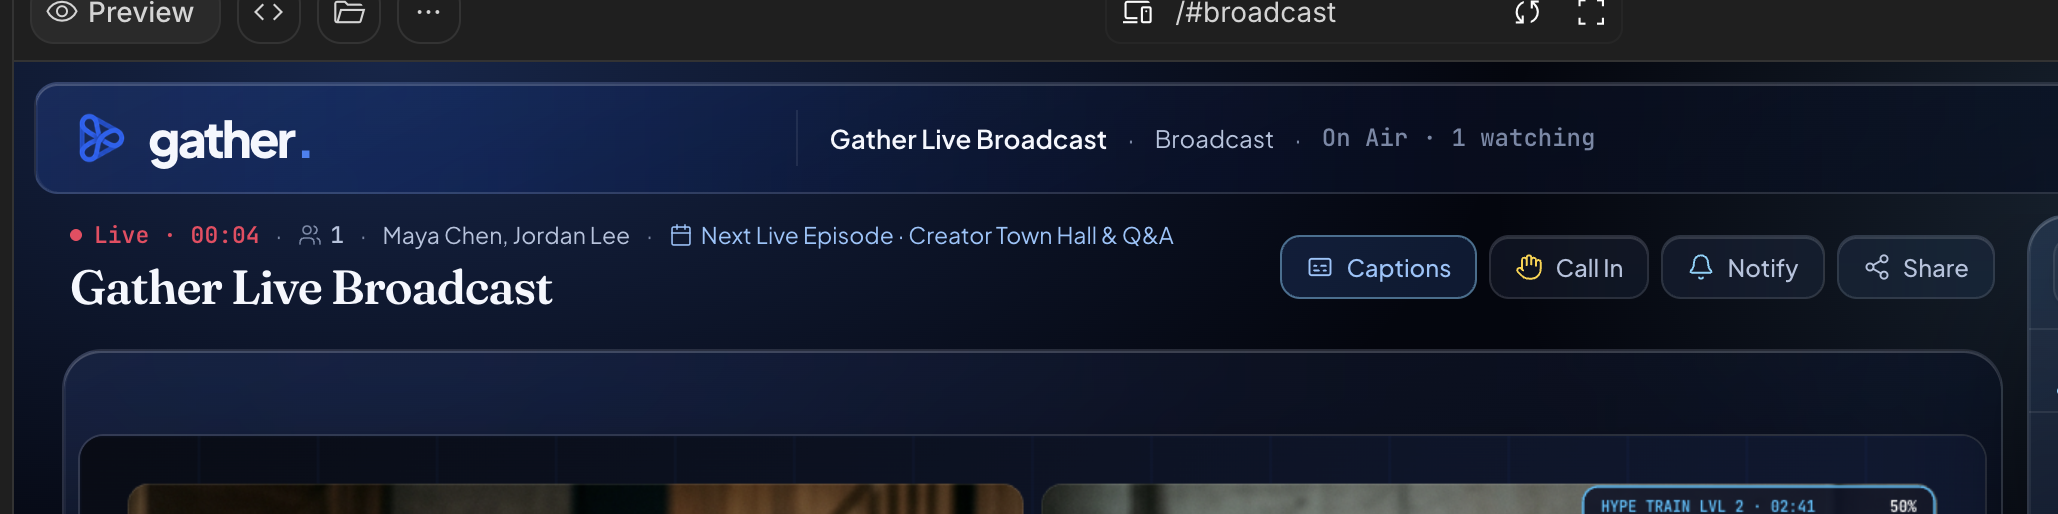 Preview
/#broadcast
gather.
Gather Live Broadcast · Broadcast · On Air · 1 watching
Live · 00:04 · 1 · Maya Chen, Jordan Lee · Next Live Episode · Creator Town Hall & Q&A
Gather Live Broadcast
Captions
Call In
Notify
Share
HYPE TRAIN LVL 2 · 02:41 50%